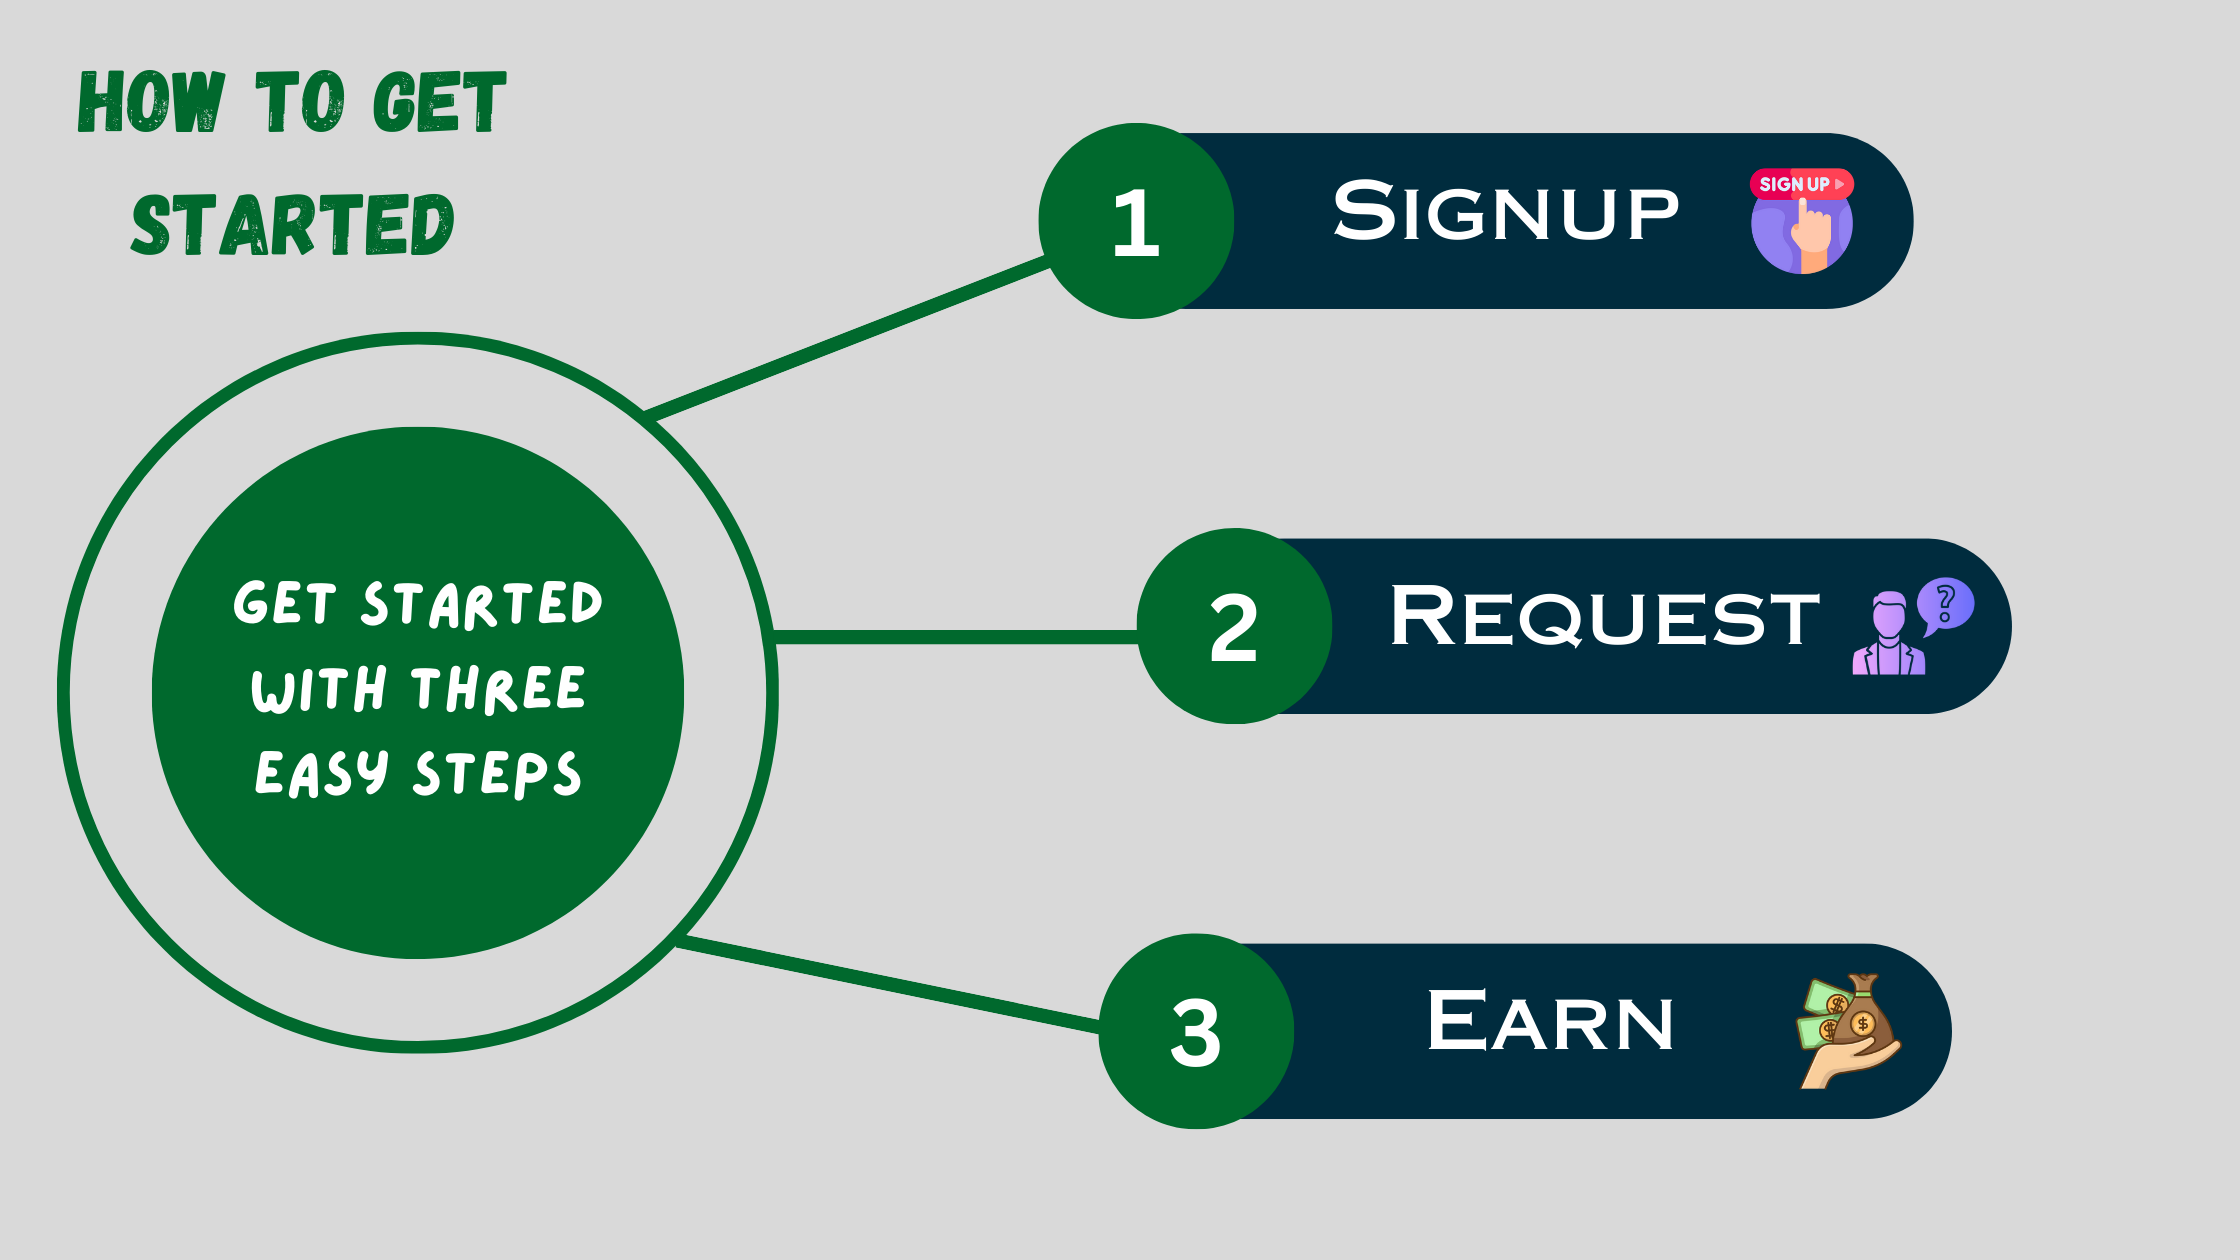 HOW TO GET
STARTED
GET STARTED
WITH THREE
EASY STEPS
1
SIGNUP
SIGN UP
2
REQUEST
?
3
EARN
$
$
$